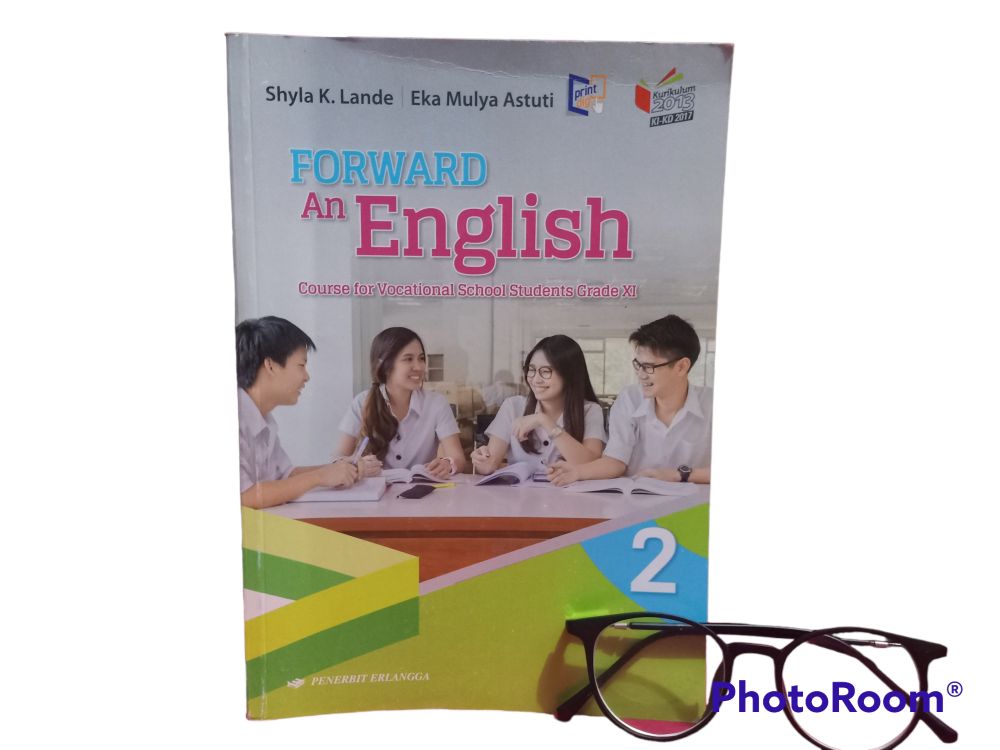 Shyla K. Lande | Eka Mulya Astuti
print
digi
Kurikulum
2013
KI-KD 2017
FORWARD
An English
Course for Vocational School Students Grade XI
2
PENERBIT ERLANGGA
PhotoRoom®